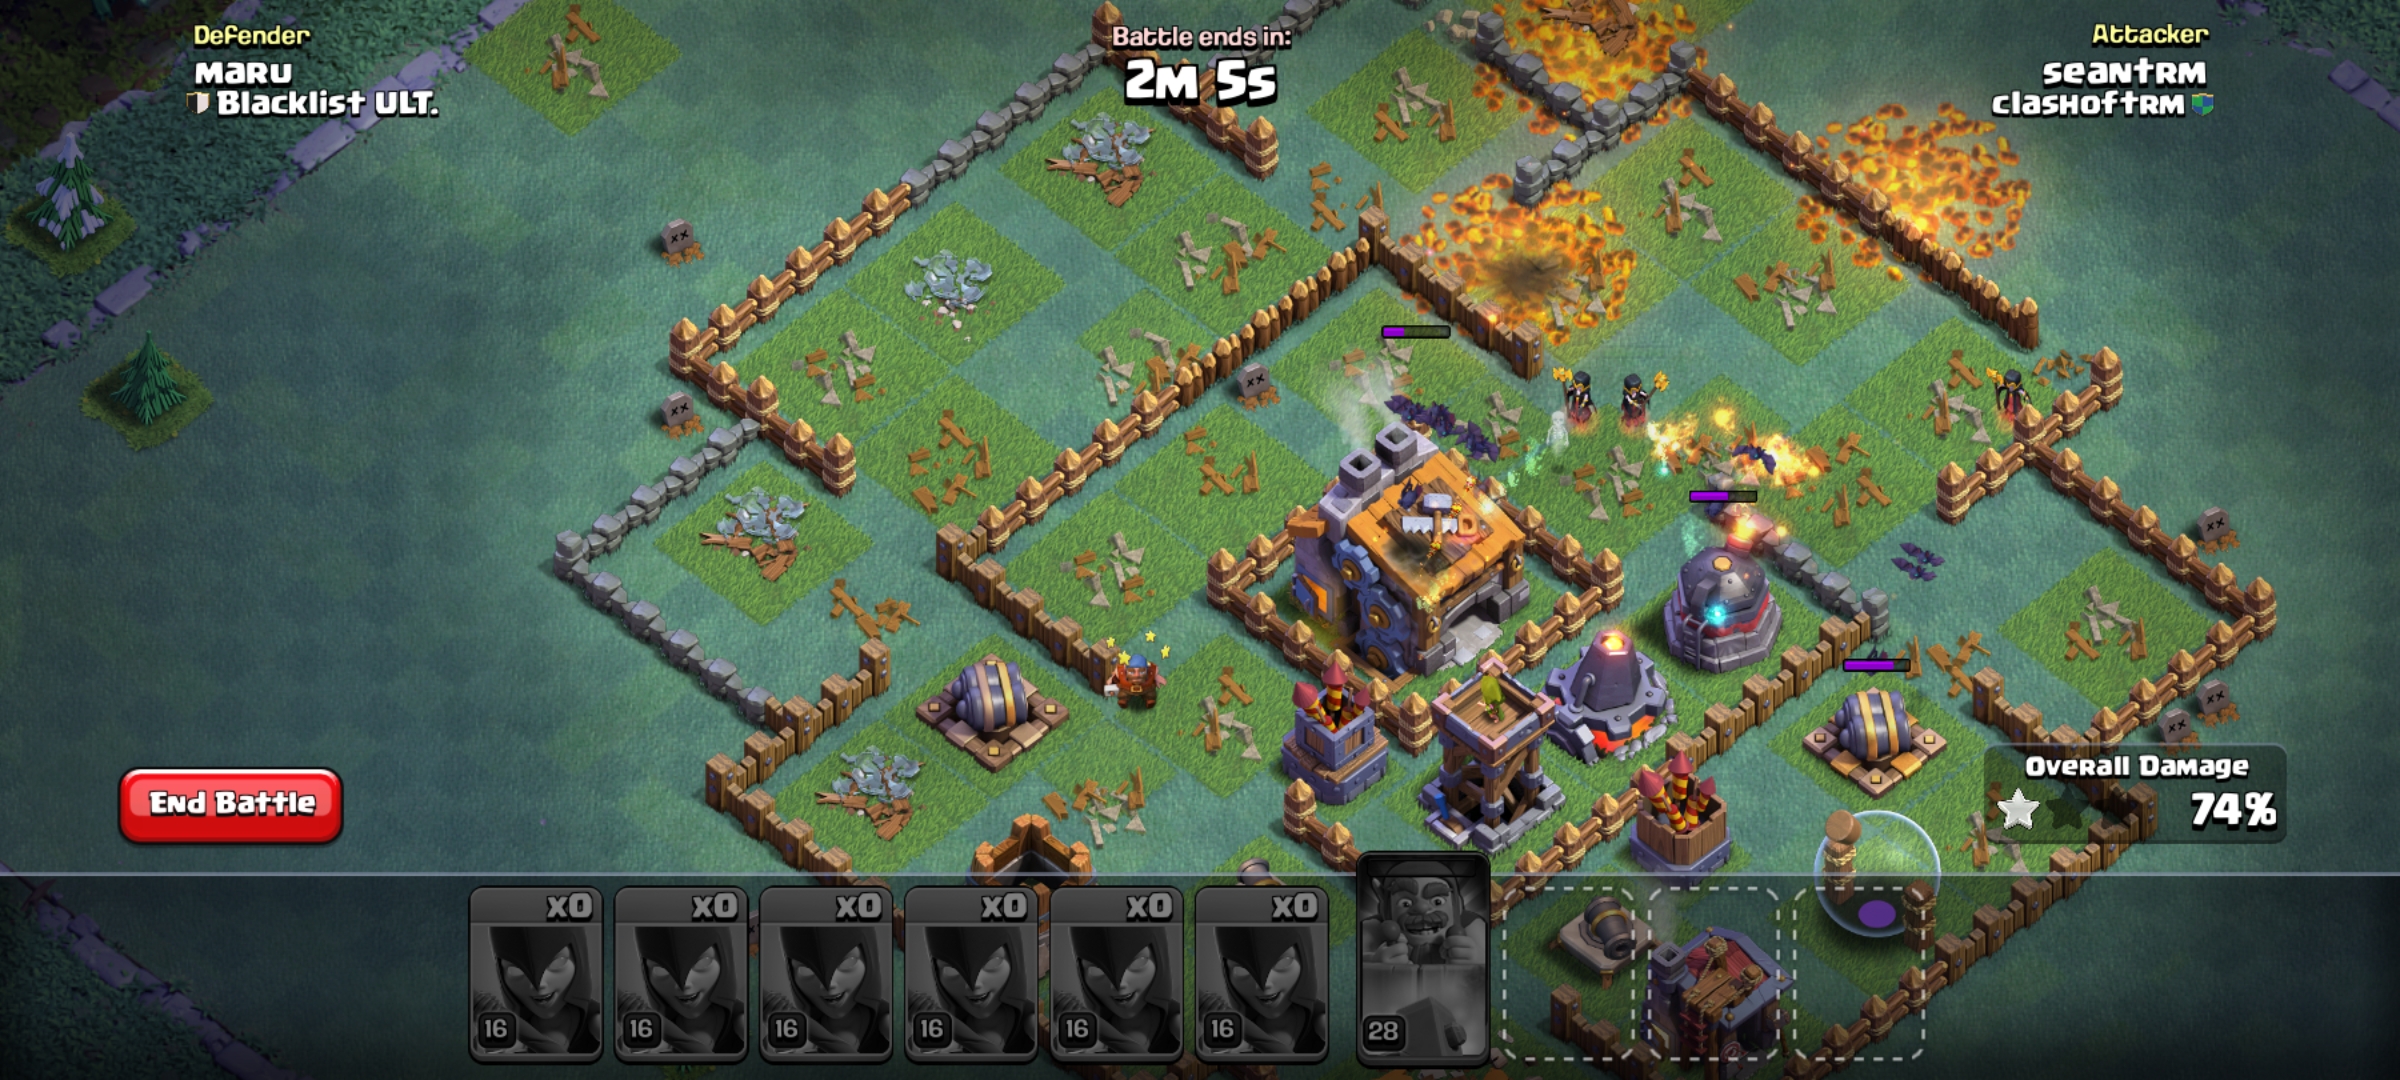 Defender
MARU
Blacklist ULT.
Battle ends in:
2M 5s
Attacker
seantRM
clashoftRM
End Battle
Overall Damage
74%
x0
x0
x0
x0
x0
x0
16
16
16
16
16
16
28